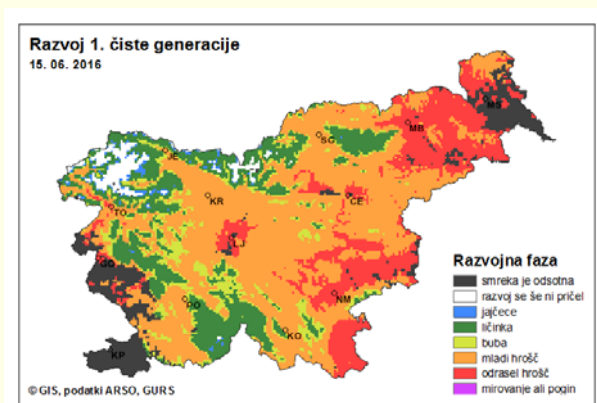 Razvoj 1. čiste generacije
15. 06. 2016
MS
MB
SG
JE
KR
CE
TO
LJ
GO
NM
PO
KO
KP
Razvojna faza
smreka je odsotna
razvoj se še ni pričel
jajčece
ličinka
buba
mladi hrošč
odrasel hrošč
mirovanje ali pogin
© GIS, podatki ARSO, GURS